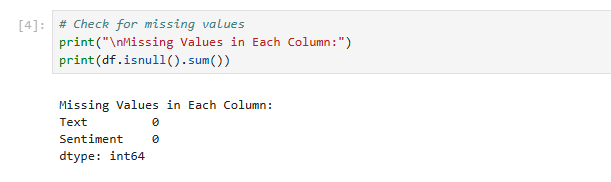 [4]: # Check for missing values
print("\nMissing Values in Each Column:")
print(df.isnull().sum())
Missing Values in Each Column:
Text         0
Sentiment    0
dtype: int64